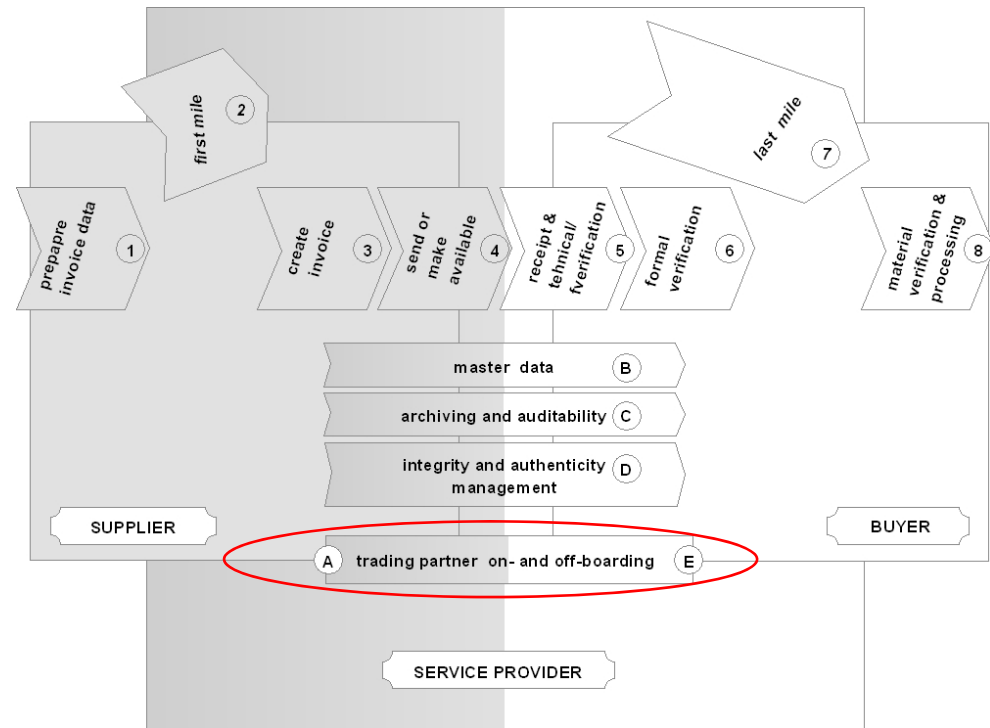 first mile
2
last mile
7
prepapre
invoice data
1
create
invoice
3
send or
make
available
4
receipt &
tehnical/
fverification
5
formal
verification
6
material
verification &
processing
8
master data
B
archiving and auditability
C
integrity and authenticity
management
D
SUPPLIER
BUYER
A
trading partner on- and off-boarding
E
SERVICE PROVIDER